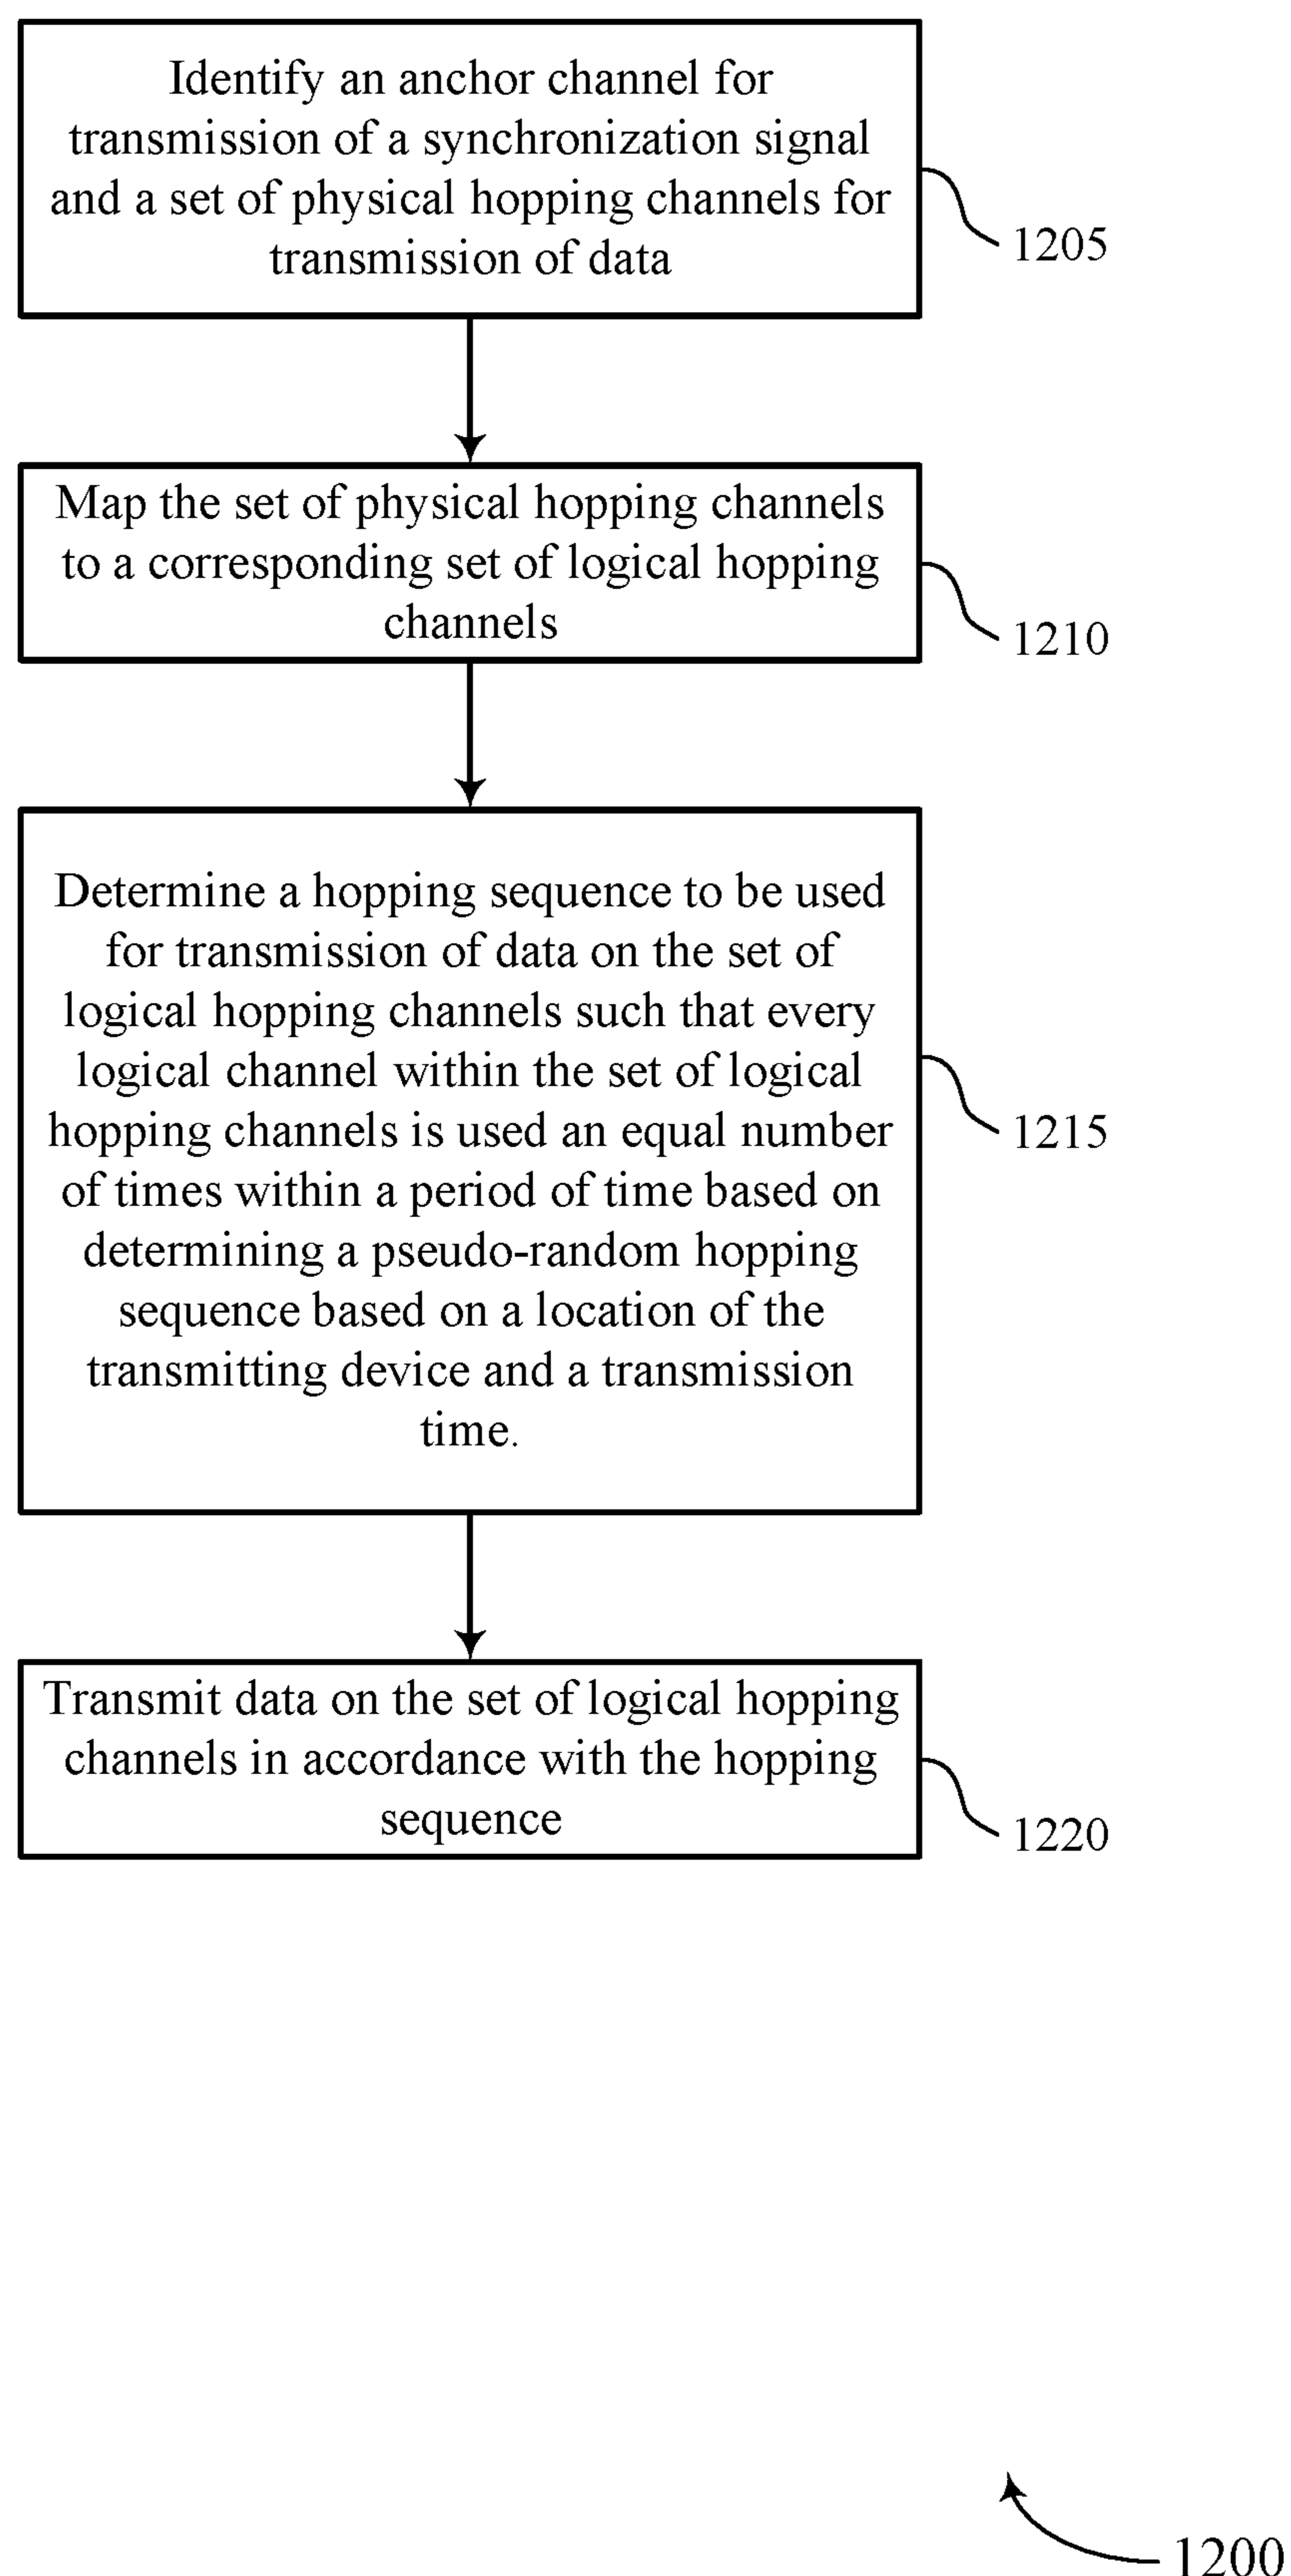 Identify an anchor channel for
transmission of a synchronization signal
and a set of physical hopping channels for
transmission of data
1205
Map the set of physical hopping channels
to a corresponding set of logical hopping
channels
1210
Determine a hopping sequence to be used
for transmission of data on the set of
logical hopping channels such that every
logical channel within the set of logical
hopping channels is used an equal number
of times within a period of time based on
determining a pseudo-random hopping
sequence based on a location of the
transmitting device and a transmission
time.
1215
Transmit data on the set of logical hopping
channels in accordance with the hopping
sequence
1220
1200